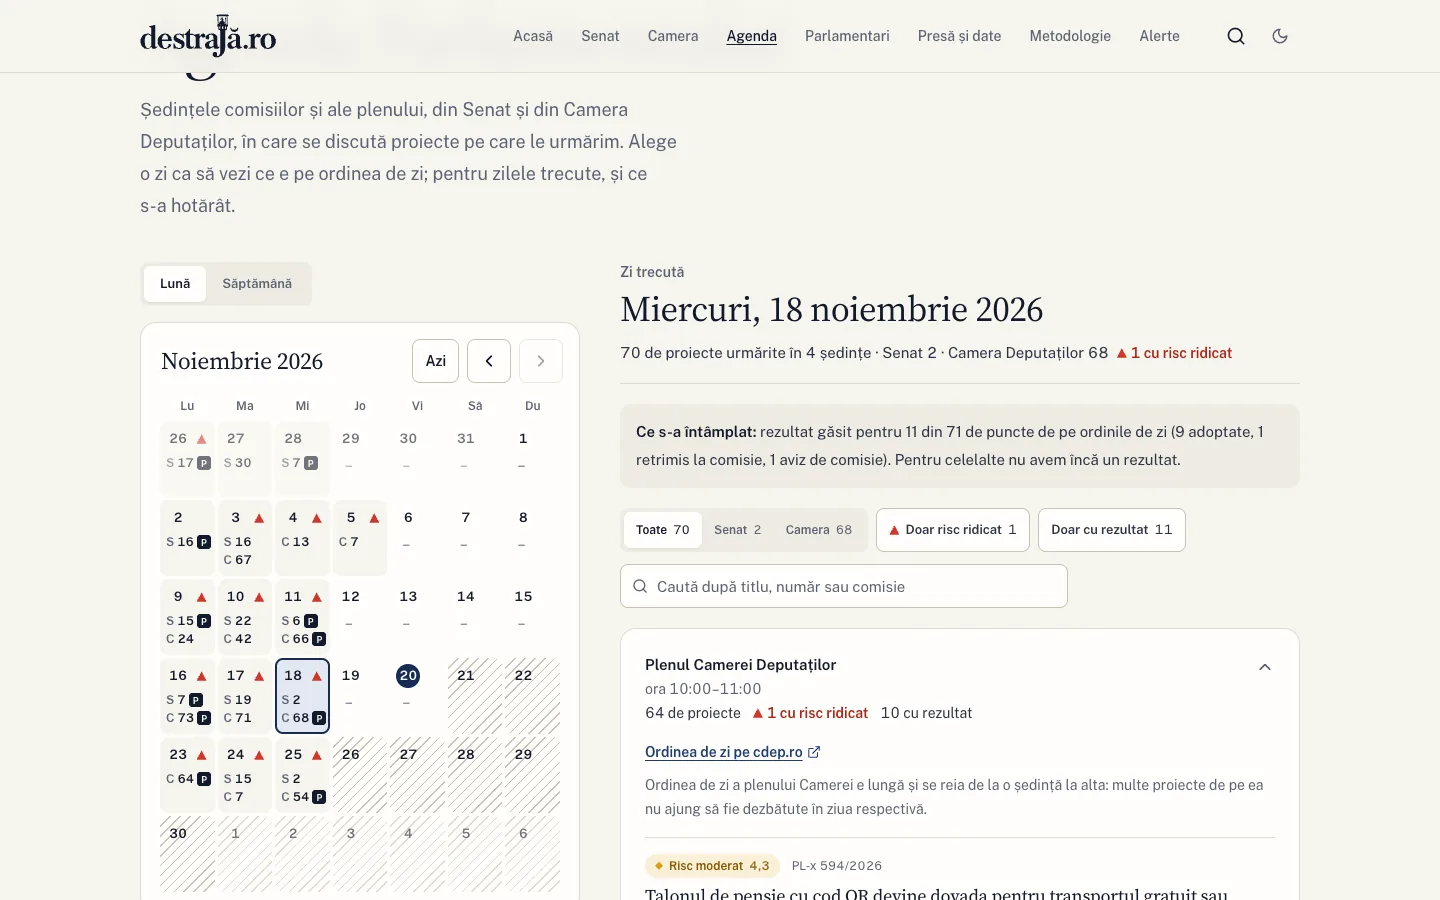 destrajă.ro
Acasă Senat Camera Agenda Parlamentari Presă și date Metodologie Alerte
Ședințele comisiilor și ale plenului, din Senat și din Camera
Deputaților, în care se discută proiecte pe care le urmărim. Alege
o zi ca să vezi ce e pe ordinea de zi; pentru zilele trecute, și ce
s-a hotărât.
Lună Săptămână
Noiembrie 2026 Azi
Lu Ma Mi Jo Vi Sâ Du
26 27 28 29 30 31 1
S 17 P S 30 S 7 P – – – –
2 3 4 5 6 7 8
S 16 P S 16 C 13 C 7 – – –
C 67
9 10 11 12 13 14 15
S 15 P S 22 S 6 P – – – –
C 24 C 42 C 66 P
16 17 18 19 20 21 22
S 7 P S 19 S 2 – –
C 73 P C 71 C 68 P
23 24 25 26 27 28 29
C 64 P S 15 S 2
C 7 C 54 P
30 1 2 3 4 5 6
Zi trecută
Miercuri, 18 noiembrie 2026
70 de proiecte urmărite în 4 ședințe · Senat 2 · Camera Deputaților 68 1 cu risc ridicat
Ce s-a întâmplat: rezultat găsit pentru 11 din 71 de puncte de pe ordinile de zi (9 adoptate, 1
retrimis la comisie, 1 aviz de comisie). Pentru celelalte nu avem încă un rezultat.
Toate 70 Senat 2 Camera 68 Doar risc ridicat 1 Doar cu rezultat 11
Caută după titlu, număr sau comisie
Plenul Camerei Deputaților
ora 10:00–11:00
64 de proiecte 1 cu risc ridicat 10 cu rezultat
Ordinea de zi pe cdep.ro
Ordinea de zi a plenului Camerei e lungă și se reia de la o ședință la alta: multe proiecte de pe ea
nu ajung să fie dezbătute în ziua respectivă.
Risc moderat 4,3 PL-x 594/2026
Talonul de pensie cu cod QR devine dovada pentru transportul gratuit sau